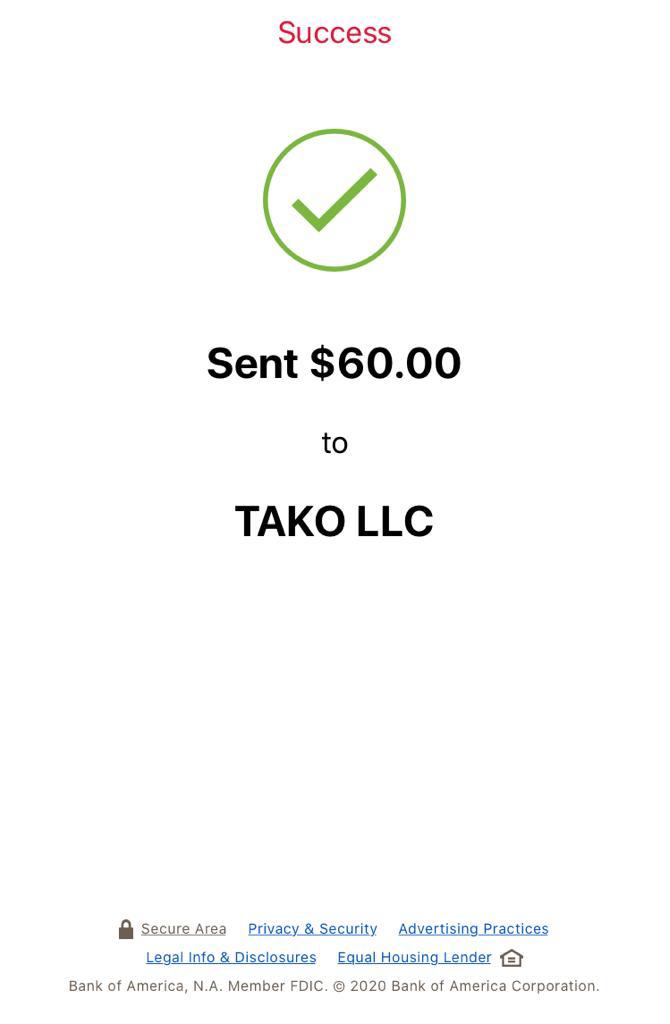 Success
Sent $60.00
to
TAKO LLC
Secure Area Privacy & Security Advertising Practices
Legal Info & Disclosures Equal Housing Lender
Bank of America, N.A. Member FDIC. © 2020 Bank of America Corporation.